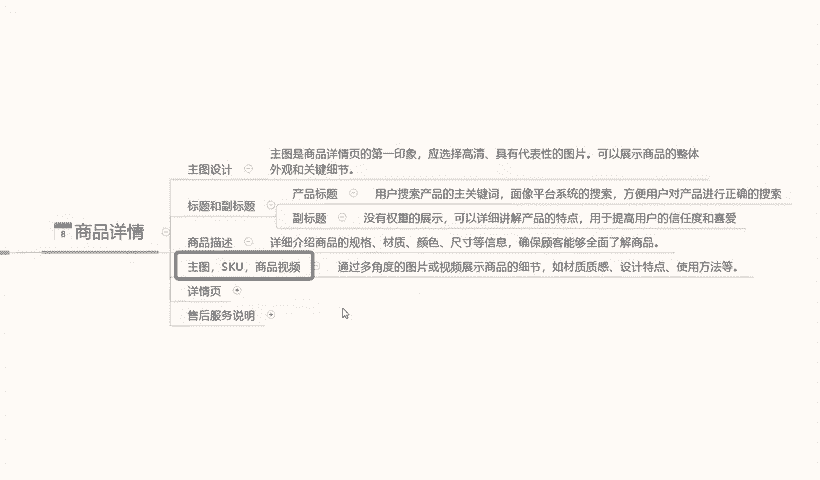 主图设计
主图是商品详情页的第一印象，应选择高清、具有代表性的图片。可以展示商品的整体
外观和关键细节。
标题和副标题
产品标题
用户搜索产品的主关键词，面像平台系统的搜索，方便用户对产品进行正确的搜索
副标题
没有权重的展示，可以详细讲解产品的特点，用于提高用户的信任度和喜爱
商品详情
商品描述
详细介绍商品的规格、材质、颜色、尺寸等信息，确保顾客能够全面了解商品。
主图，SKU，商品视频
通过多角度的图片或视频展示商品的细节，如材质质感、设计特点、使用方法等。
详情页
售后服务说明